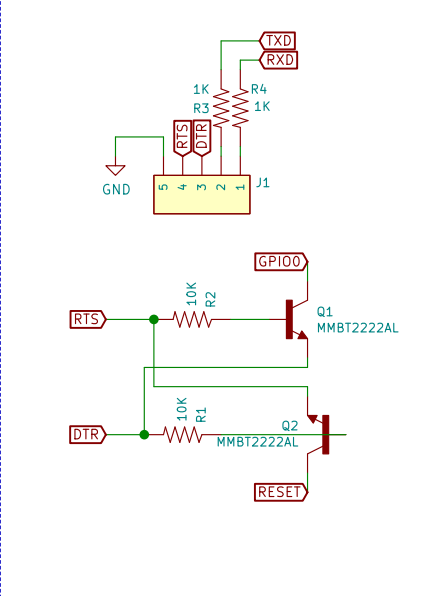 TXD
RXD
1K
R4
R3
1K
RTS
DTR
5
4
3
2
1
J1
GND
GPIO0
10K
R2
Q1
RTS
MMBT2222AL
10K
R1
Q2
DTR
MMBT2222AL
RESET